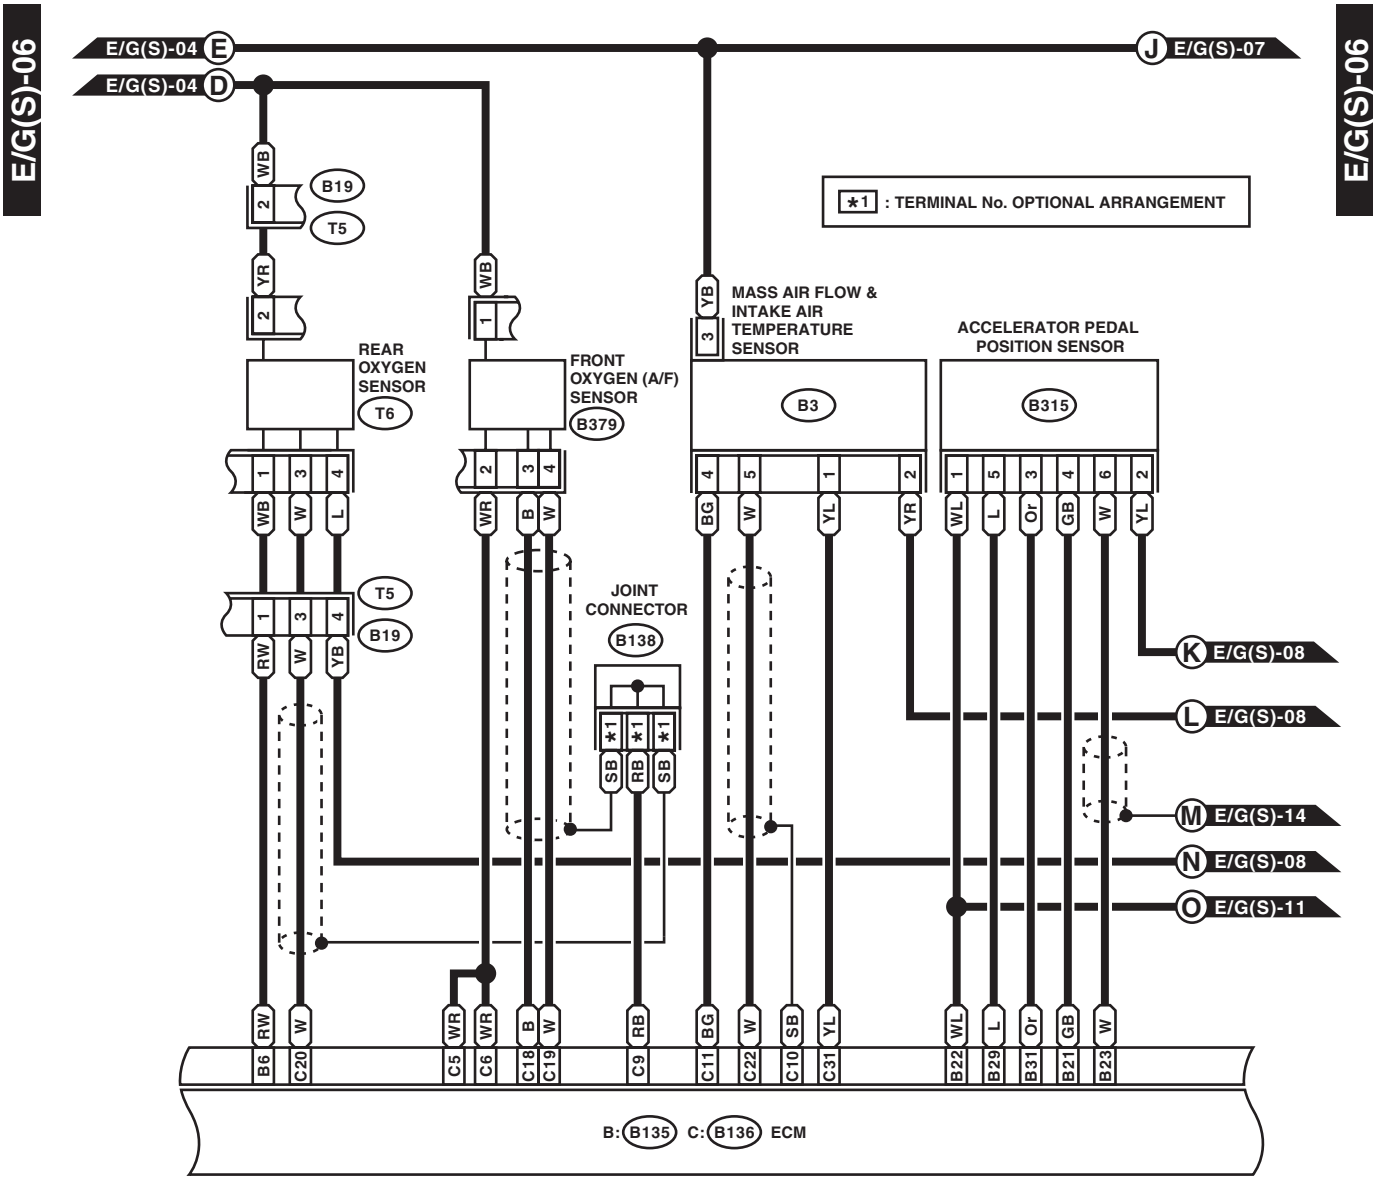 E/G(S)-06
E/G(S)-06
E/G(S)-04 E
J E/G(S)-07
E/G(S)-04 D
WB
2
B19
T5
YR
2
WB
1
YB
3
*1 : TERMINAL No. OPTIONAL ARRANGEMENT
MASS AIR FLOW &
INTAKE AIR
TEMPERATURE
SENSOR
ACCELERATOR PEDAL
POSITION SENSOR
REAR
OXYGEN
SENSOR
T6
FRONT
OXYGEN (A/F)
SENSOR
B379
B3
B315
1 3 4
2 3 4
4 5 1 2
1 5 3 4 6 2
WB W L
WR B W
BG W YL YR
WL L Or GB W YL
T5
B19
1 3 4
RW W YB
JOINT
CONNECTOR
B138
*1 *1 *1
SB RB SB
K E/G(S)-08
L E/G(S)-08
M E/G(S)-14
N E/G(S)-08
O E/G(S)-11
RW W WR WR B W RB BG W SB YL WL L Or GB W
B6 C20 C5 C6 C18 C19 C9 C11 C22 C10 C31 B22 B29 B31 B21 B23
B: B135 C: B136 ECM